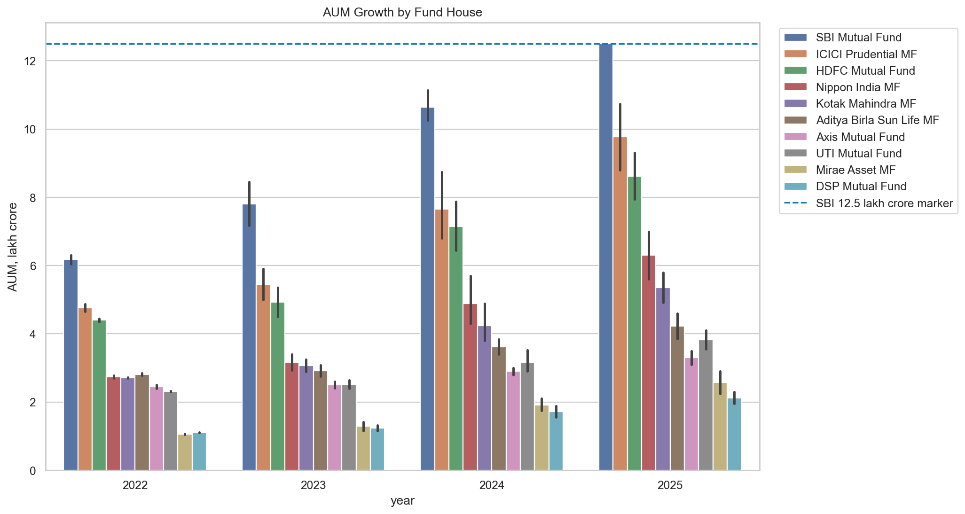 AUM Growth by Fund House
SBI Mutual Fund
ICICI Prudential MF
HDFC Mutual Fund
Nippon India MF
Kotak Mahindra MF
Aditya Birla Sun Life MF
Axis Mutual Fund
UTI Mutual Fund
Mirae Asset MF
DSP Mutual Fund
SBI 12.5 lakh crore marker
AUM, lakh crore
12
10
8
6
4
2
0
2022
2023
2024
2025
year